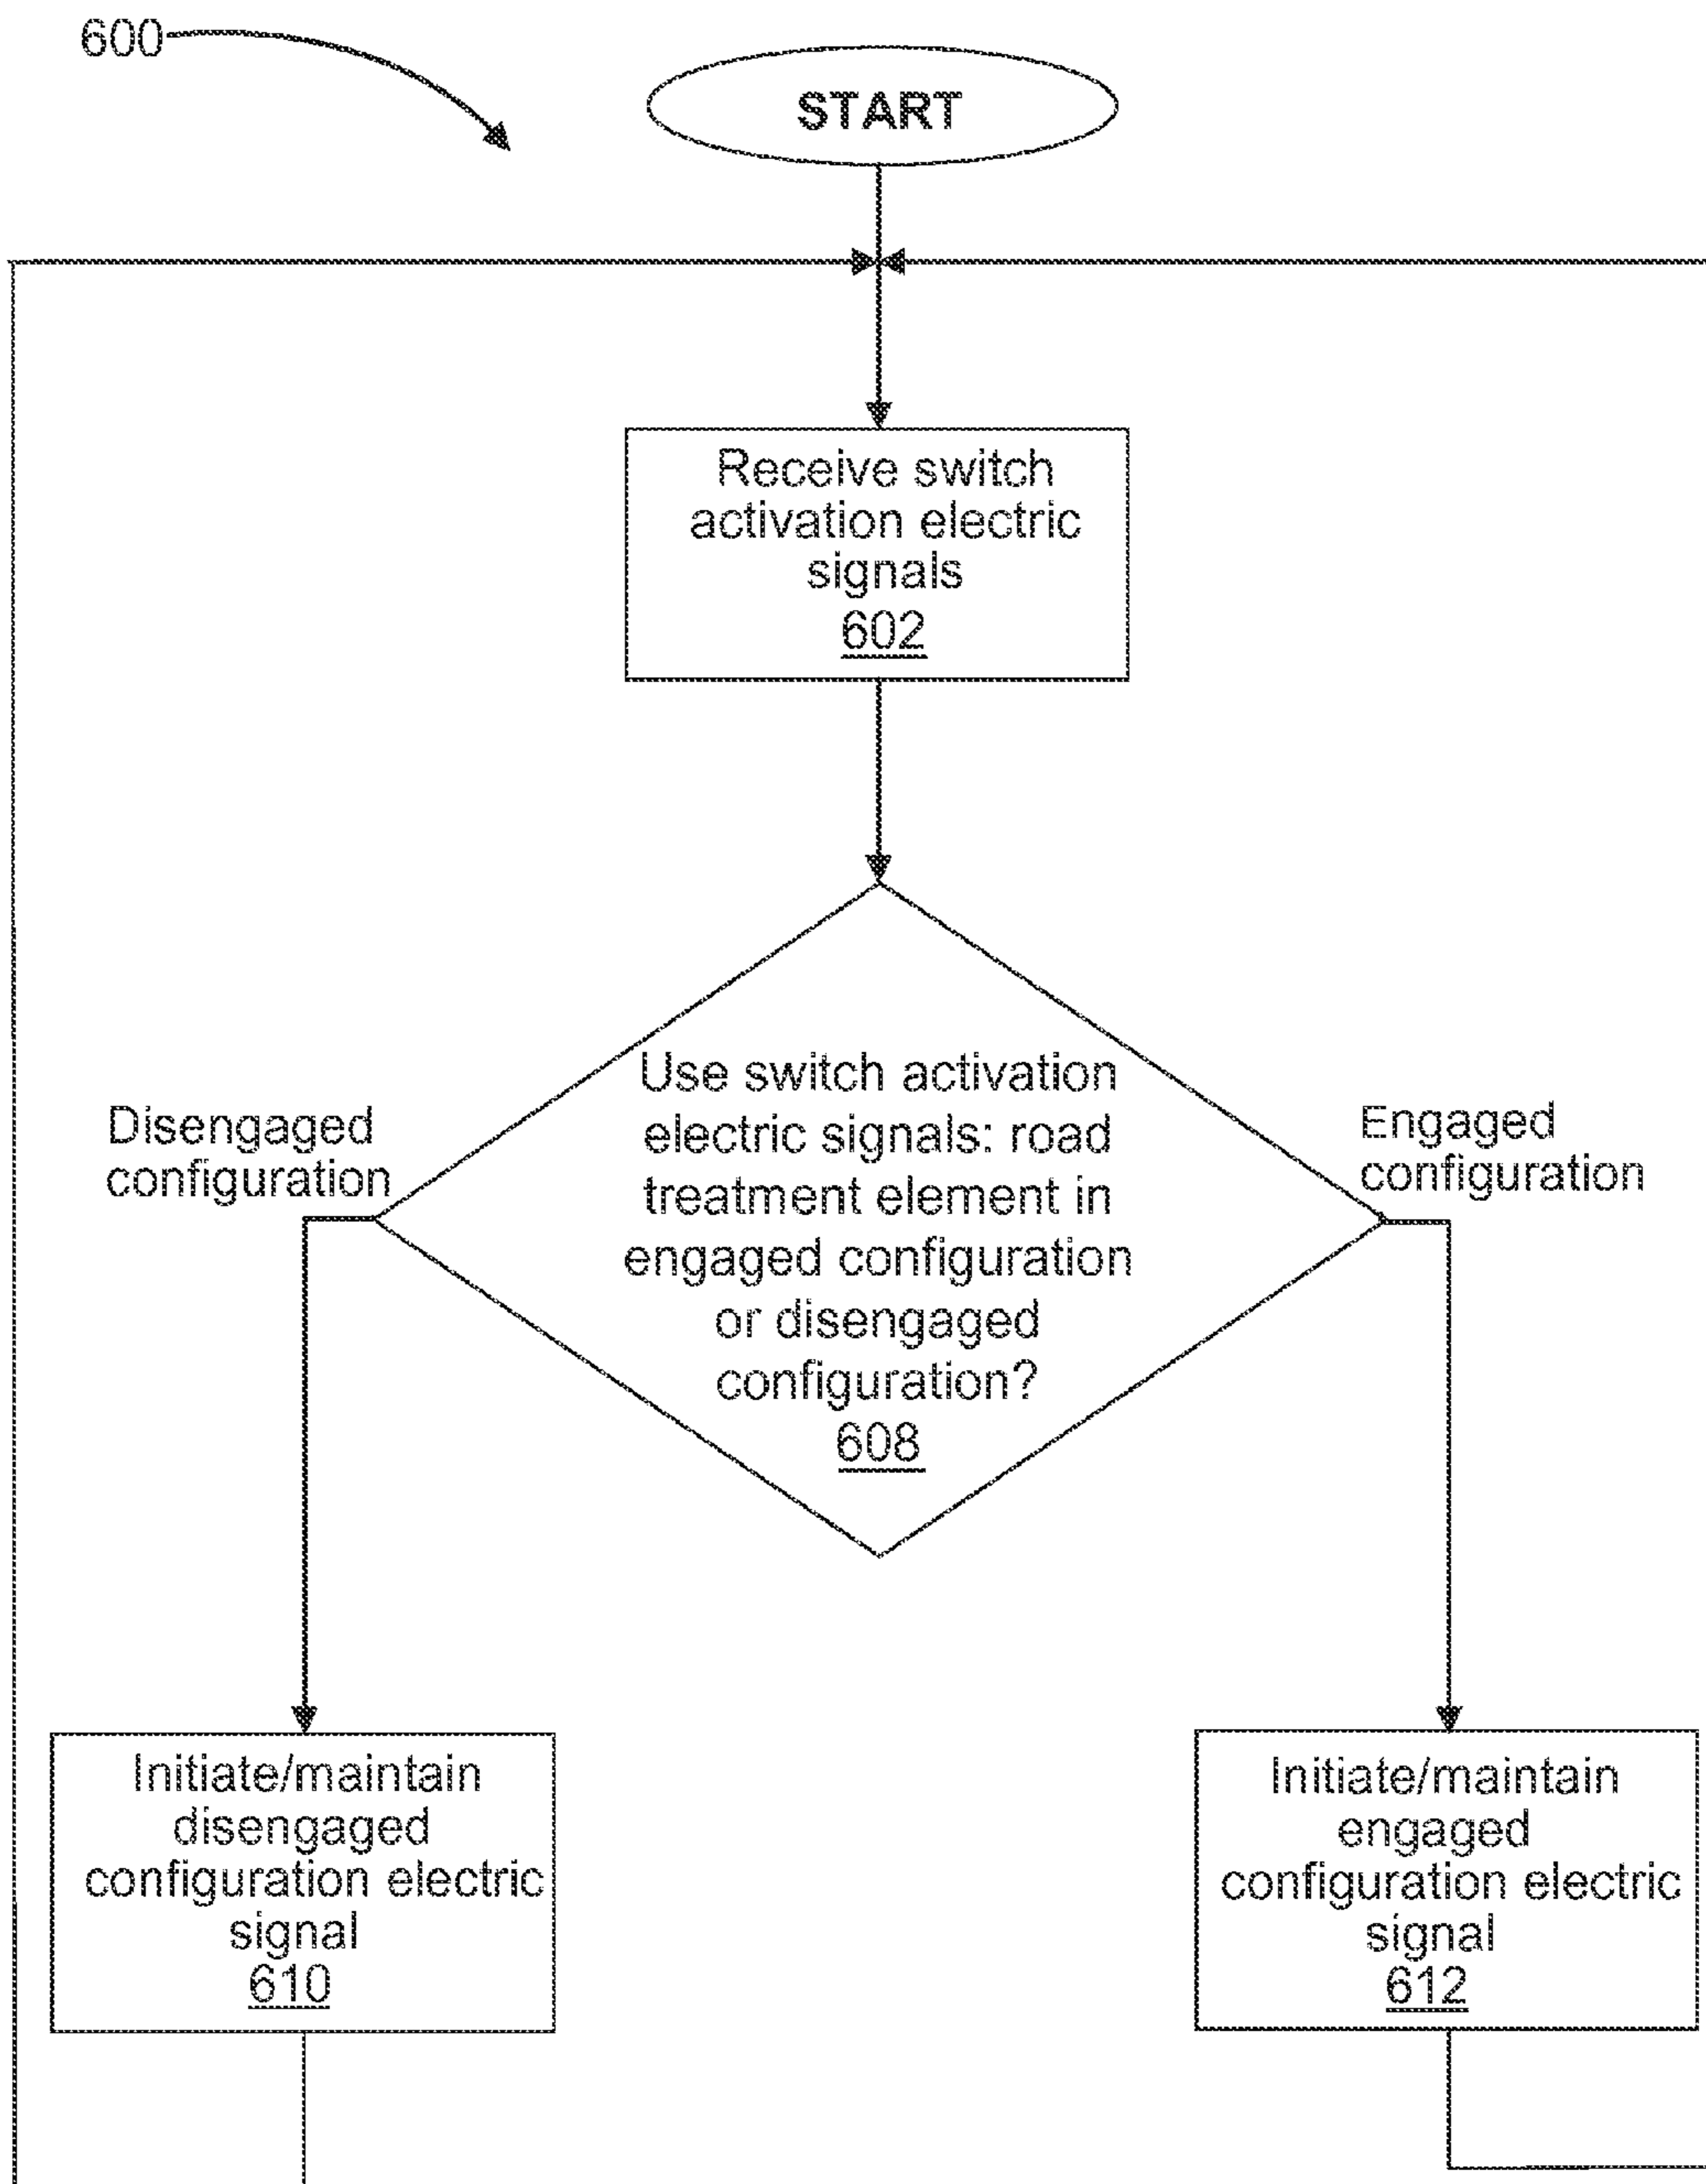 600
START
Receive switch
activation electric
signals
602
Use switch activation
electric signals: road
treatment element in
engaged configuration
or disengaged
configuration?
608
Disengaged
configuration
Engaged
configuration
Initiate/maintain
disengaged
configuration electric
signal
610
Initiate/maintain
engaged
configuration electric
signal
612